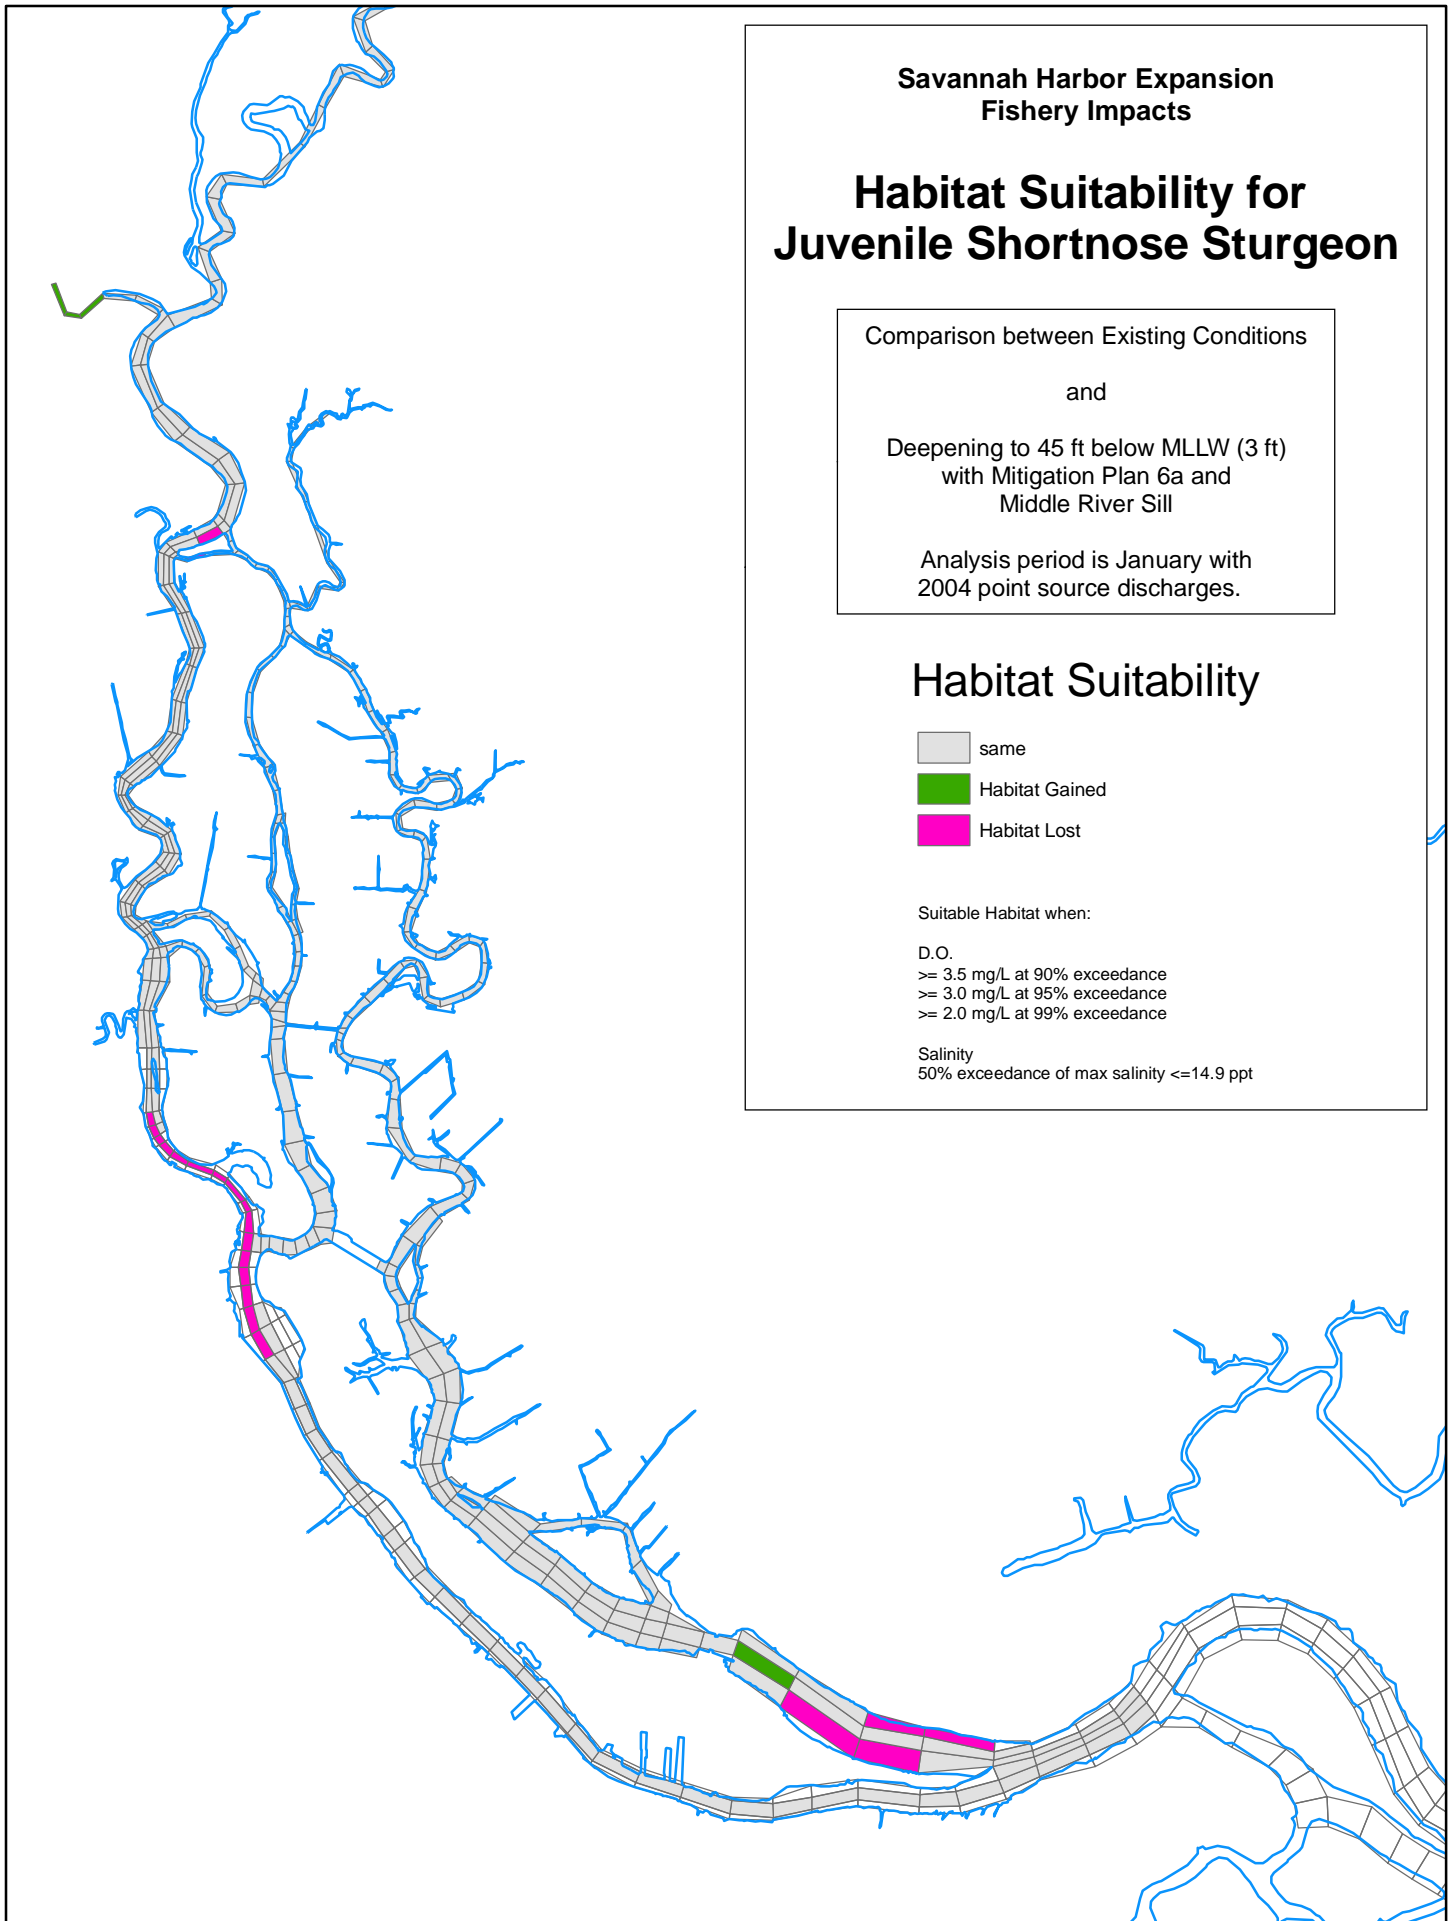 Savannah Harbor Expansion
Fishery Impacts
Habitat Suitability for
Juvenile Shortnose Sturgeon
Comparison between Existing Conditions
and
Deepening to 45 ft below MLLW (3 ft)
with Mitigation Plan 6a and
Middle River Sill
Analysis period is January with
2004 point source discharges.
Habitat Suitability
same
Habitat Gained
Habitat Lost
Suitable Habitat when:
D.O.
>= 3.5 mg/L at 90% exceedance
>= 3.0 mg/L at 95% exceedance
>= 2.0 mg/L at 99% exceedance
Salinity
50% exceedance of max salinity <=14.9 ppt